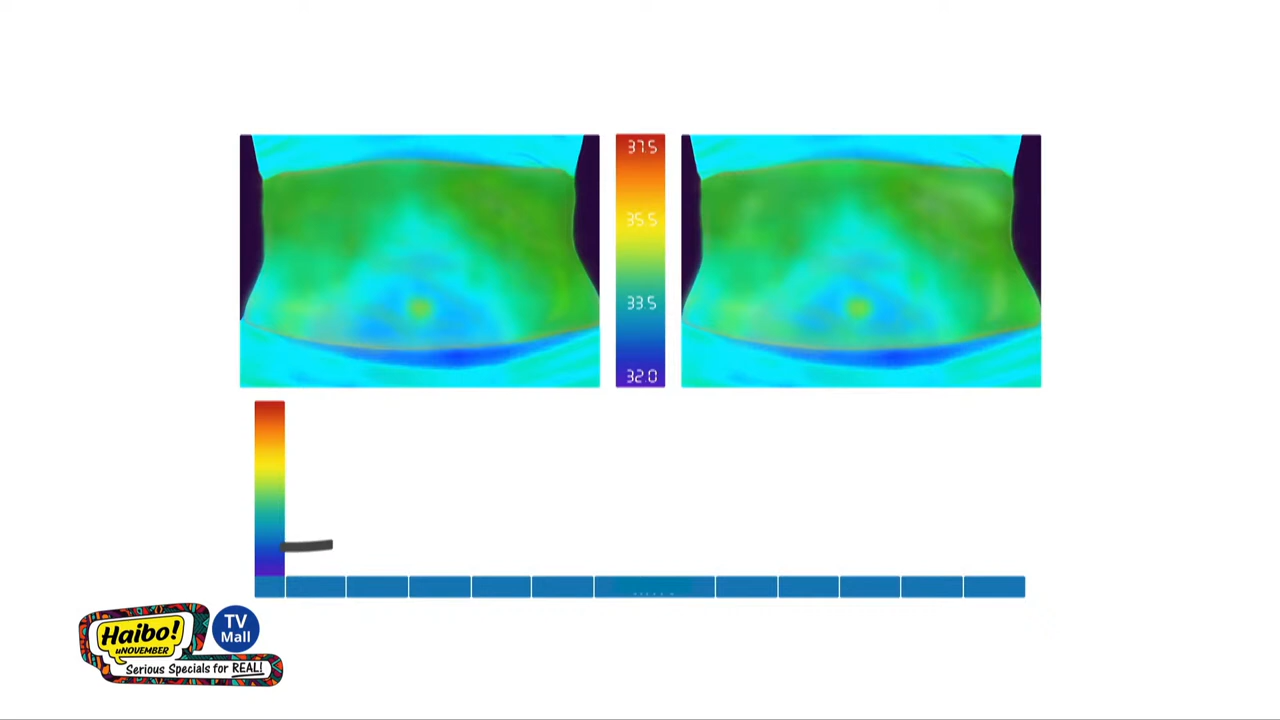 37.5
35.5
33.5
32.0
Haibo!
uNOVEMBER
Serious Specials for REAL!
TV
Mall